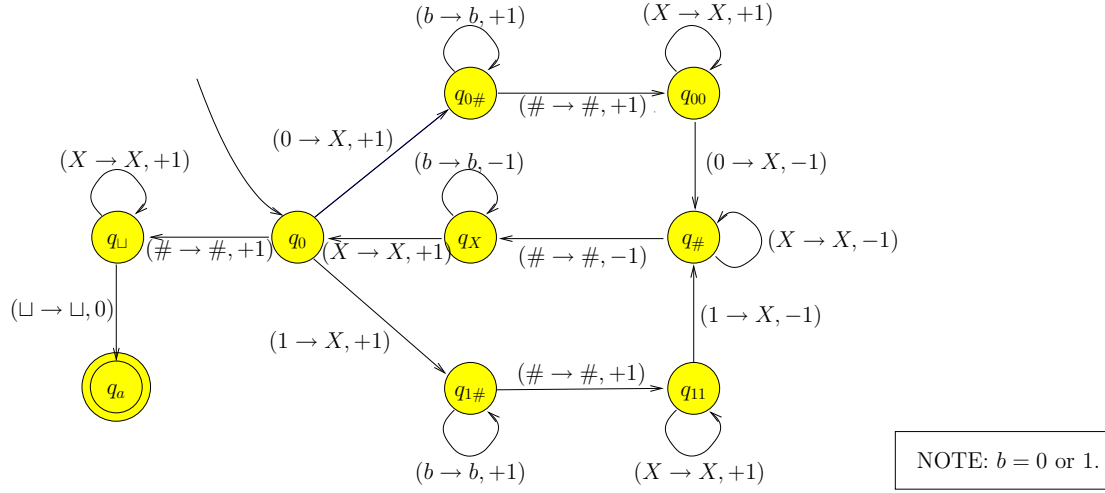 (b → b, +1)
(X → X, +1)
q₀#
(# → #, +1)
q₀₀
(0 → X, +1)
(0 → X, −1)
(X → X, +1)
(b → b, −1)
q⊔
(# → #, +1)
q₀
(X → X, +1)
q_X
(# → #, −1)
q#
(X → X, −1)
(⊔ → ⊔, 0)
(1 → X, +1)
(1 → X, −1)
qₐ
q₁#
(# → #, +1)
q₁₁
(b → b, +1)
(X → X, +1)
NOTE: b = 0 or 1.